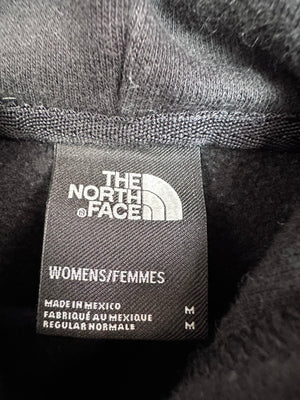 THE
NORTH
®FACE
WOMENS/FEMMES
MADE IN MEXICO M
FABRIQUÉ AU MEXIQUE
REGULAR NORMALE M